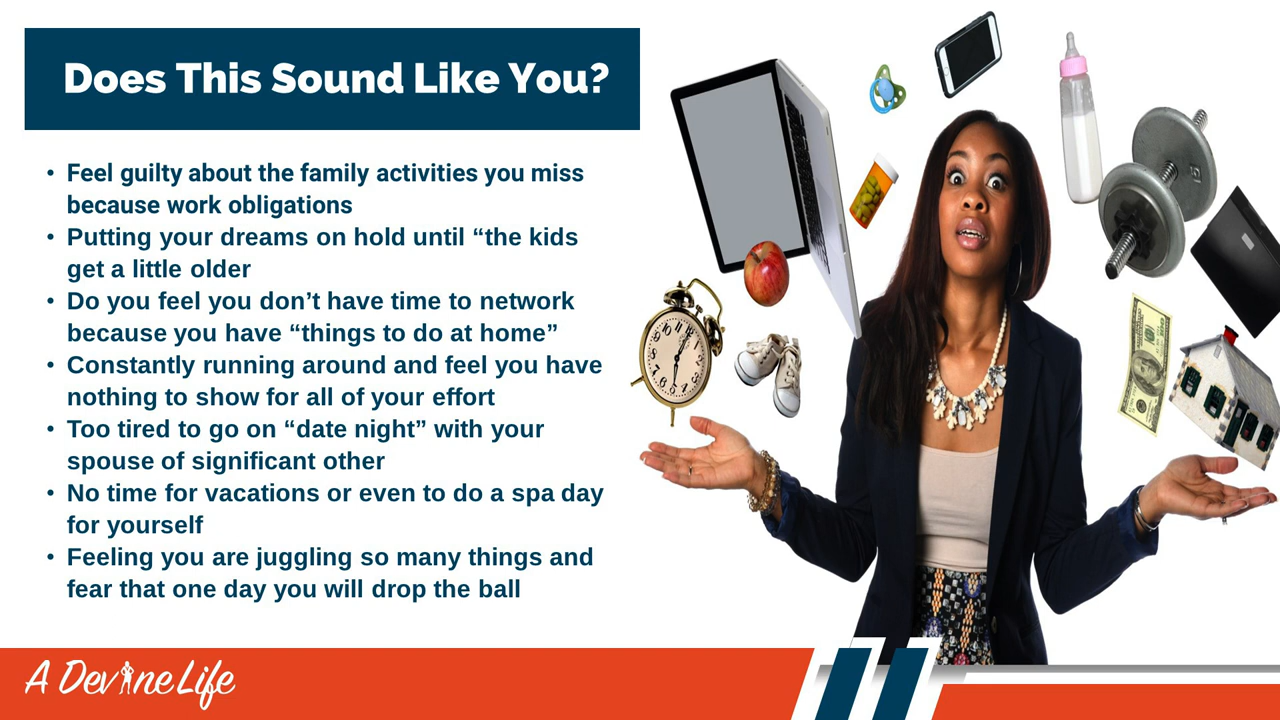 Does This Sound Like You?
• Feel guilty about the family activities you miss
because work obligations
• Putting your dreams on hold until “the kids
get a little older
• Do you feel you don’t have time to network
because you have “things to do at home”
• Constantly running around and feel you have
nothing to show for all of your effort
• Too tired to go on “date night” with your
spouse of significant other
• No time for vacations or even to do a spa day
for yourself
• Feeling you are juggling so many things and
fear that one day you will drop the ball
A Devine Life